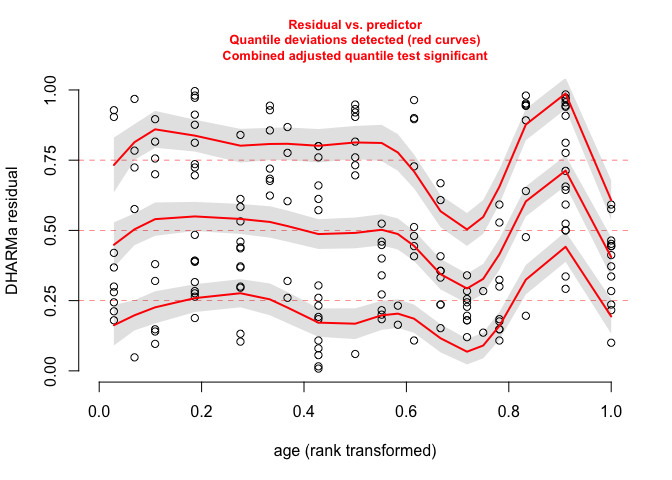 Residual vs. predictor
Quantile deviations detected (red curves)
Combined adjusted quantile test significant
1.00
0.75
0.50
0.25
0.00
DHARMa residual
0.0 0.2 0.4 0.6 0.8 1.0
age (rank transformed)